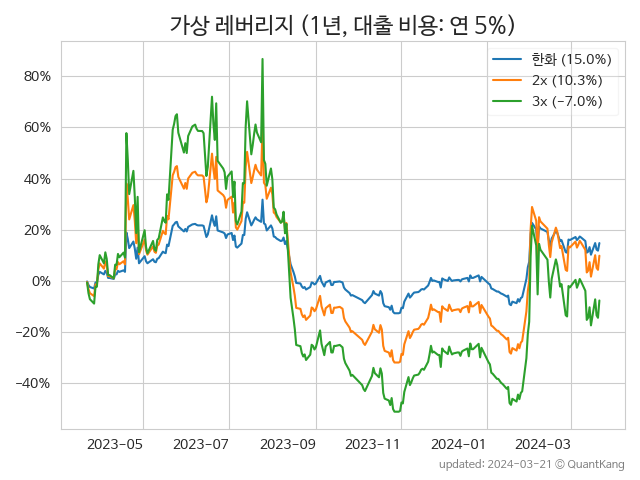 가상 레버리지 (1년, 대출 비용: 연 5%)
한화 (15.0%)
2x (10.3%)
3x (−7.0%)
80%
60%
40%
20%
0%
−20%
−40%
2023-05 2023-07 2023-09 2023-11 2024-01 2024-03
updated: 2024-03-21 © QuantKang